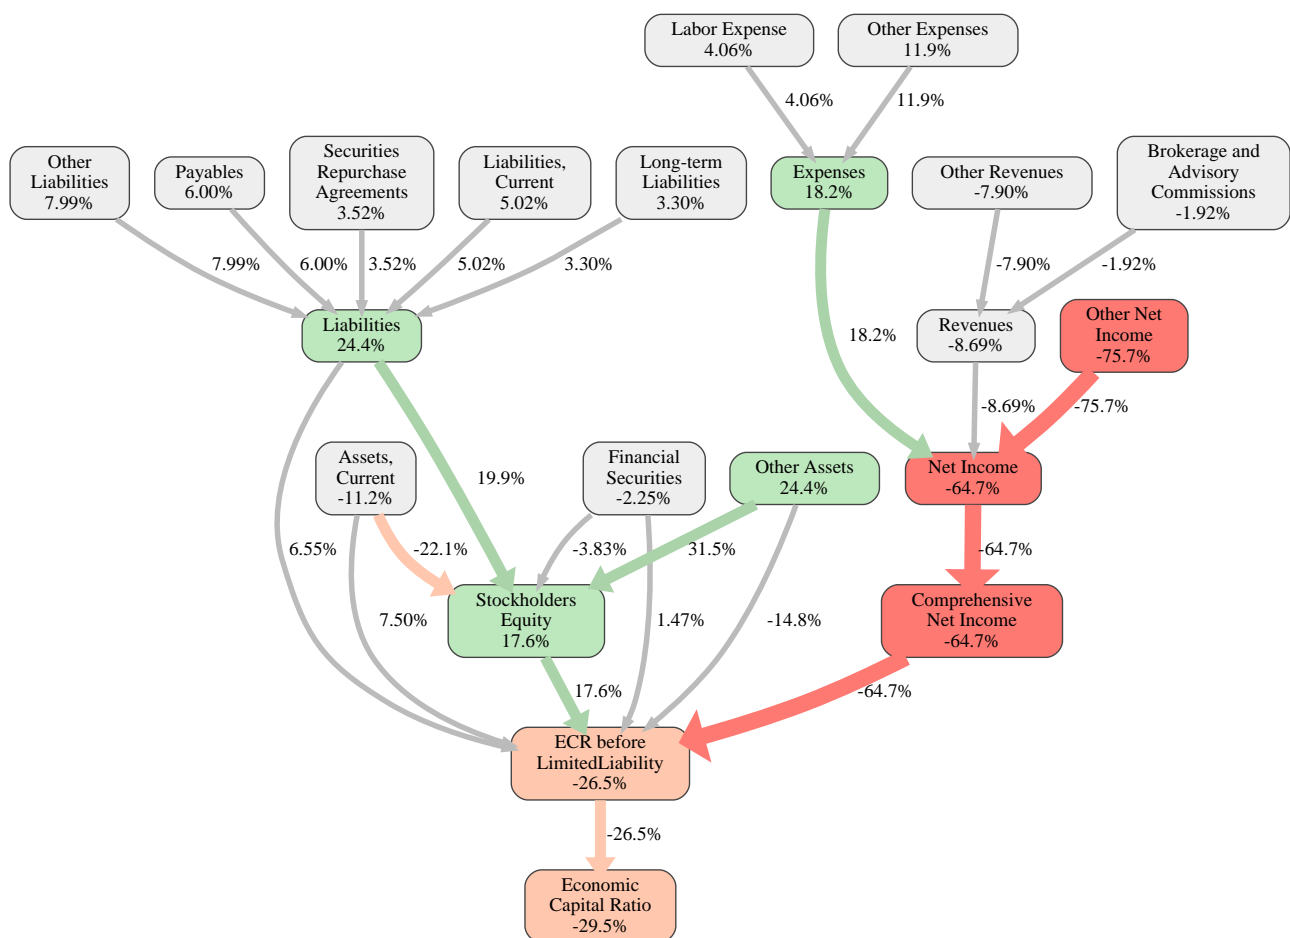 Labor Expense
4.06%
Other Expenses
11.9%
4.06%
11.9%
Other
Liabilities
7.99%
Payables
6.00%
Securities
Repurchase
Agreements
3.52%
Liabilities,
Current
5.02%
Long-term
Liabilities
3.30%
Expenses
18.2%
Other Revenues
-7.90%
Brokerage and
Advisory
Commissions
-1.92%
7.99%
6.00%
3.52%
5.02%
3.30%
-7.90%
-1.92%
Liabilities
24.4%
18.2%
Revenues
-8.69%
Other Net
Income
-75.7%
-8.69%
-75.7%
Assets,
Current
-11.2%
19.9%
Financial
Securities
-2.25%
Other Assets
24.4%
Net Income
-64.7%
6.55%
-22.1%
-3.83%
31.5%
-64.7%
7.50%
Stockholders
Equity
17.6%
1.47%
-14.8%
Comprehensive
Net Income
-64.7%
17.6%
-64.7%
ECR before
LimitedLiability
-26.5%
-26.5%
Economic
Capital Ratio
-29.5%